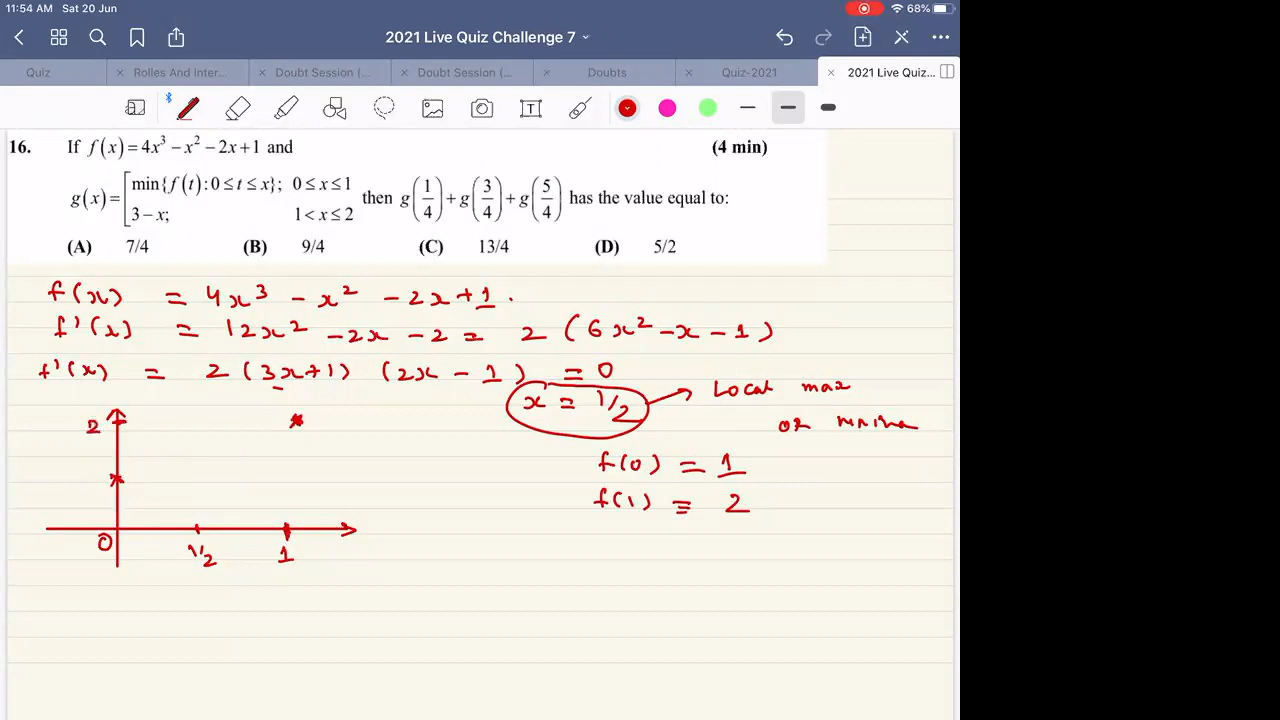 11:54 AM Sat 20 Jun
68%
2021 Live Quiz Challenge 7
Quiz
Rolles And Inter...
Doubt Session (...
Doubt Session (...
Doubts
Quiz-2021
2021 Live Quiz...
16. If f(x) = 4x³ − x² − 2x + 1 and (4 min)
g(x) = [ min{f(t) : 0 ≤ t ≤ x}; 0 ≤ x ≤ 1
3 − x; 1 < x ≤ 2
then g(1/4) + g(3/4) + g(5/4) has the value equal to:
(A) 7/4 (B) 9/4 (C) 13/4 (D) 5/2
f(x) = 4x³ − x² − 2x + 1.
f'(x) = 12x² − 2x − 2 = 2 (6x² − x − 1)
f'(x) = 2 (3x+1) (2x − 1) = 0
x = 1/2 → Local max
or minima
f(0) = 1
f(1) = 2
2
0
1/2
1